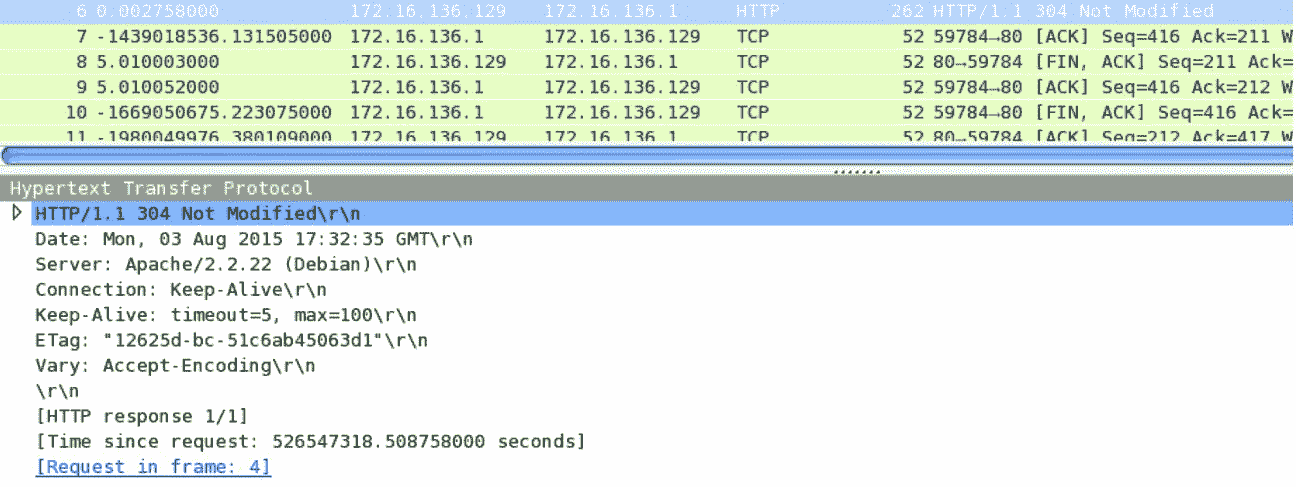 6 0.002758000 172.16.136.129 172.16.136.1 HTTP 262 HTTP/1.1 304 Not Modified
7 -1439018536.131505000 172.16.136.1 172.16.136.129 TCP 52 59784→80 [ACK] Seq=416 Ack=211 W
8 5.010003000 172.16.136.129 172.16.136.1 TCP 52 80→59784 [FIN, ACK] Seq=211 Ack=
9 5.010052000 172.16.136.1 172.16.136.129 TCP 52 59784→80 [ACK] Seq=416 Ack=212 W
10 -1669050675.223075000 172.16.136.1 172.16.136.129 TCP 52 59784→80 [FIN, ACK] Seq=416 Ack=
11 -1980049976.380109000 172.16.136.129 172.16.136.1 TCP 52 80→59784 [ACK] Seq=212 Ack=417 W
Hypertext Transfer Protocol
HTTP/1.1 304 Not Modified\r\n
Date: Mon, 03 Aug 2015 17:32:35 GMT\r\n
Server: Apache/2.2.22 (Debian)\r\n
Connection: Keep-Alive\r\n
Keep-Alive: timeout=5, max=100\r\n
ETag: "12625d-bc-51c6ab45063d1"\r\n
Vary: Accept-Encoding\r\n
\r\n
[HTTP response 1/1]
[Time since request: 526547318.508758000 seconds]
[Request in frame: 4]